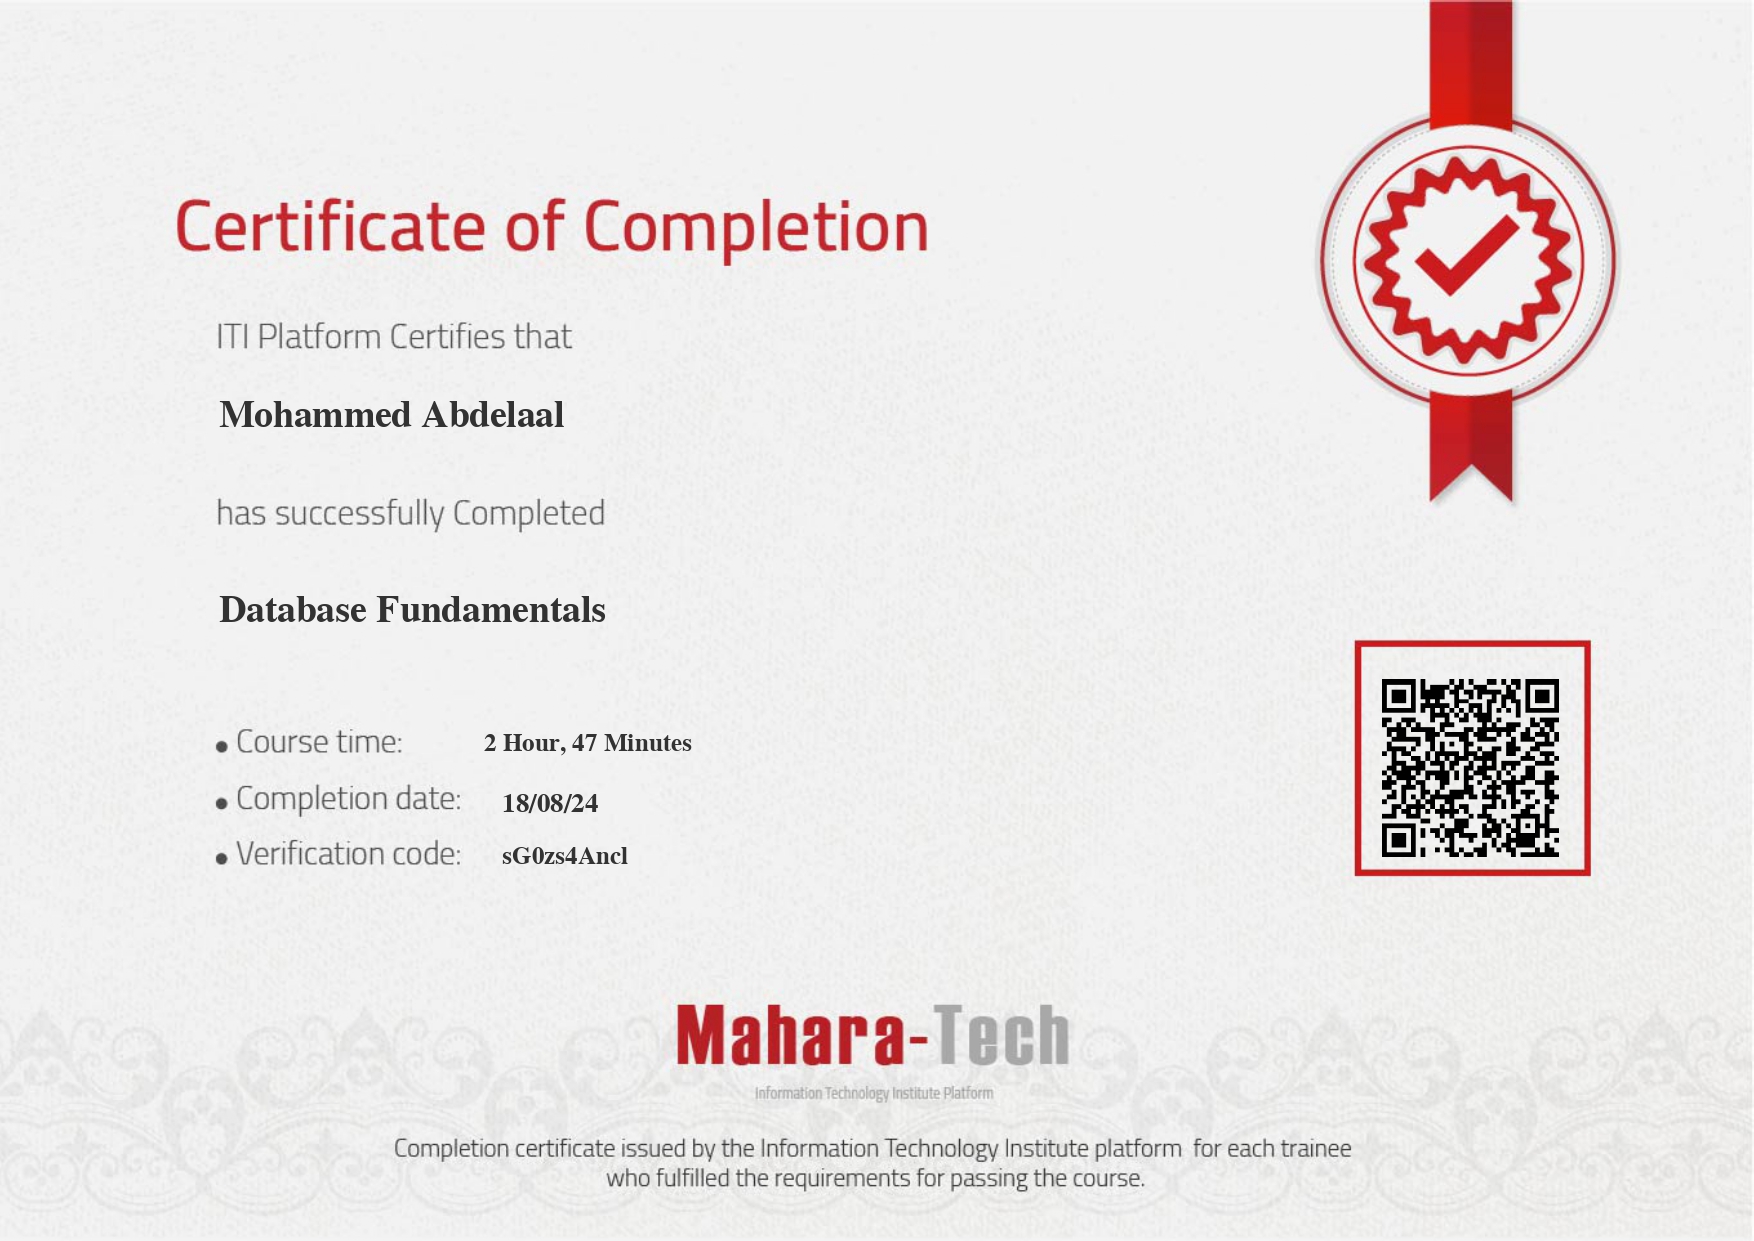 Certificate of Completion
ITI Platform Certifies that
Mohammed Abdelaal
has successfully Completed
Database Fundamentals
• Course time: 2 Hour, 47 Minutes
• Completion date: 18/08/24
• Verification code: sG0zs4Ancl
Mahara-Tech
Information Technology Institute Platform
Completion certificate issued by the Information Technology Institute platform for each trainee
who fulfilled the requirements for passing the course.